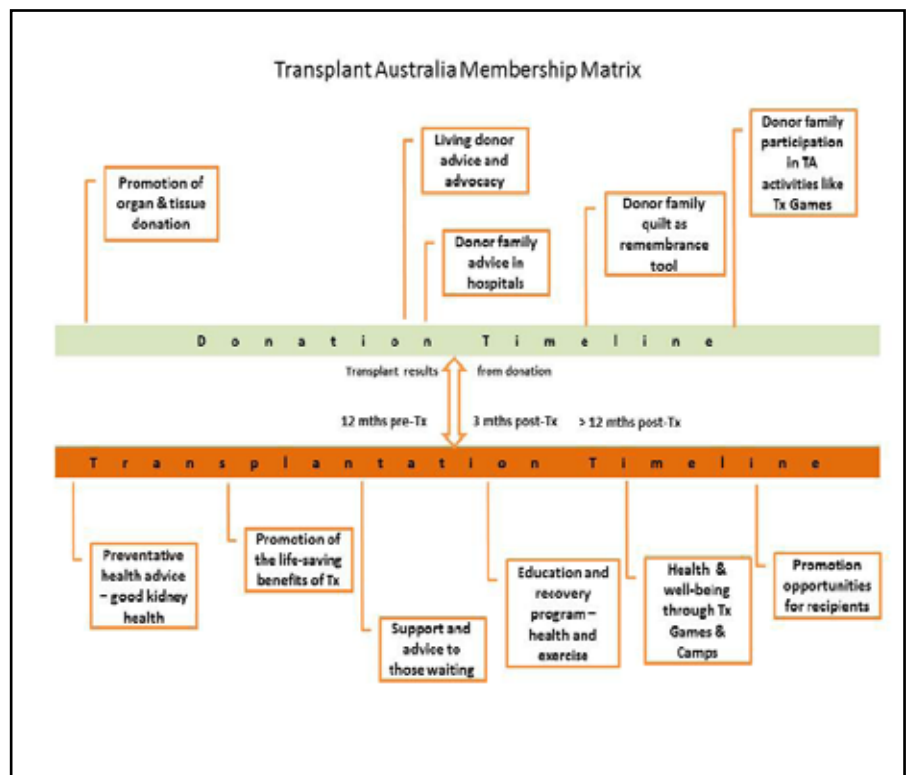 Transplant Australia Membership Matrix
Promotion of
organ & tissue
donation
Living donor
advice and
advocacy
Donor family
advice in
hospitals
Donor family
quilt as
remembrance
tool
Donor family
participation
in TA
activities like
Tx Games
Donation Timeline
Transplant results from donation
12 mths pre-Tx 3 mths post-Tx > 12 mths post-Tx
Transplantation Timeline
Preventative
health advice
– good kidney
health
Promotion of
the life-saving
benefits of Tx
Support and
advice to
those waiting
Education and
recovery
program –
health and
exercise
Health &
well-being
through Tx
Games &
Camps
Promotion
opportunities
for recipients